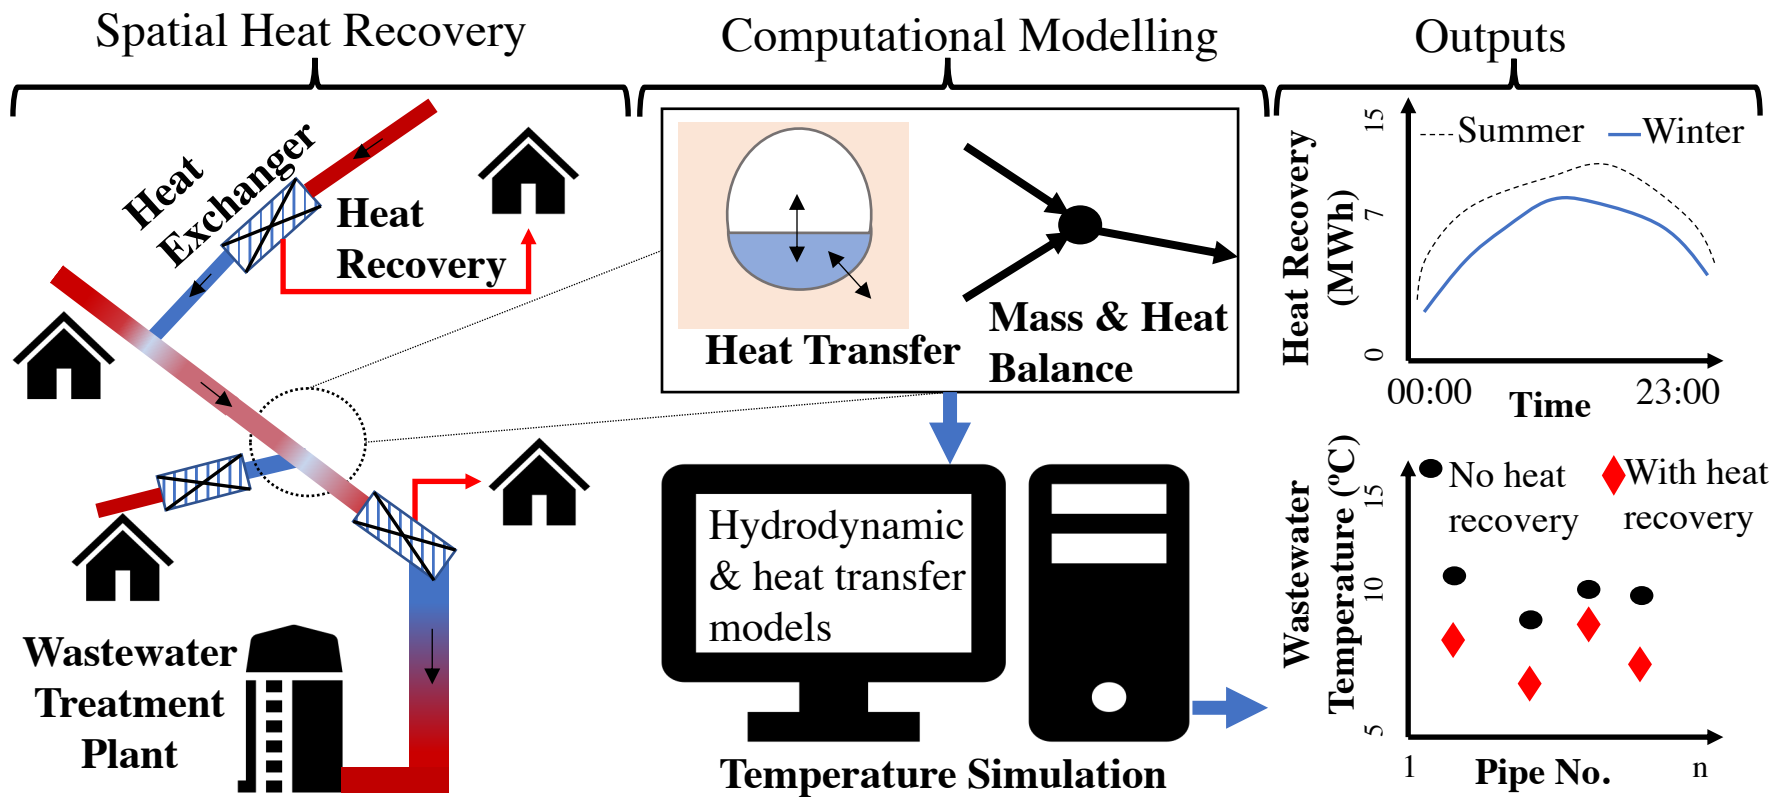 Spatial Heat Recovery
Computational Modelling
Outputs
Heat
Exchanger
Heat
Recovery
Wastewater
Treatment
Plant
Heat Transfer
Mass & Heat
Balance
Hydrodynamic
& heat transfer
models
Temperature Simulation
Summer
Winter
Heat Recovery
(MWh)
15
7
0
00:00
23:00
Time
No heat
recovery
With heat
recovery
Wastewater
Temperature (ºC)
15
10
5
1
n
Pipe No.